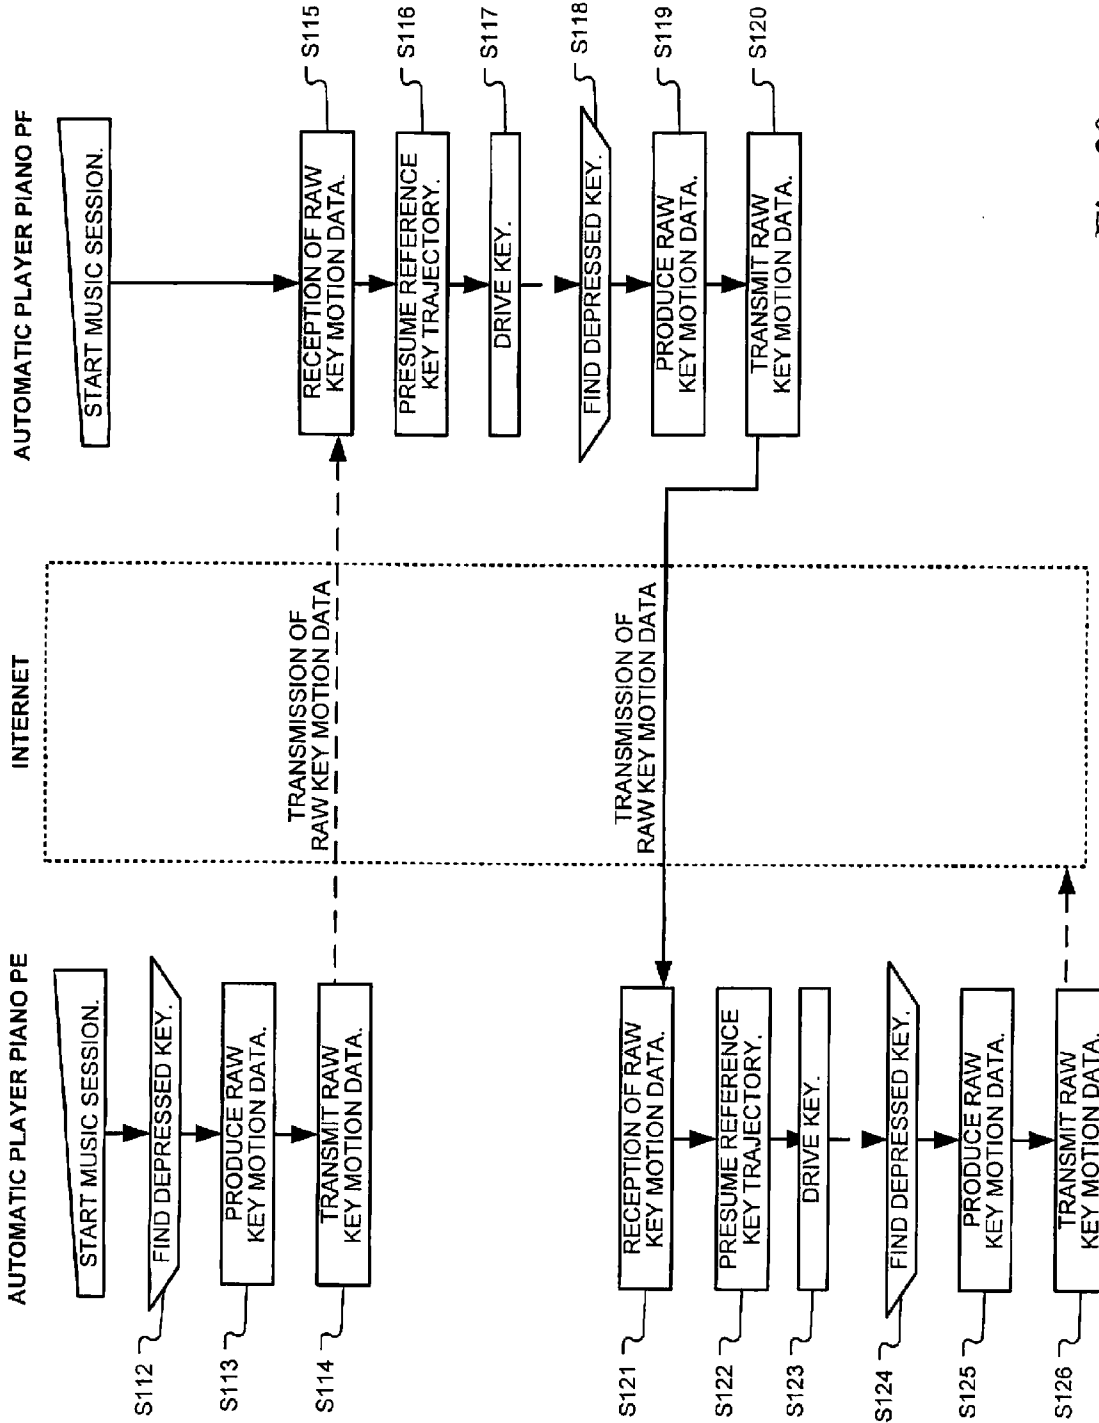 AUTOMATIC PLAYER PIANO PE
START MUSIC SESSION.
S112
FIND DEPRESSED KEY.
S113
PRODUCE RAW
KEY MOTION DATA.
S114
TRANSMIT RAW
KEY MOTION DATA.
S121
RECEPTION OF RAW
KEY MOTION DATA.
S122
PRESUME REFERENCE
KEY TRAJECTORY.
S123
DRIVE KEY.
S124
FIND DEPRESSED KEY.
S125
PRODUCE RAW
KEY MOTION DATA.
S126
TRANSMIT RAW
KEY MOTION DATA.
INTERNET
TRANSMISSION OF
RAW KEY MOTION DATA
TRANSMISSION OF
RAW KEY MOTION DATA
AUTOMATIC PLAYER PIANO PF
START MUSIC SESSION.
RECEPTION OF RAW
KEY MOTION DATA.
S115
PRESUME REFERENCE
KEY TRAJECTORY.
S116
DRIVE KEY.
S117
FIND DEPRESSED KEY.
S118
PRODUCE RAW
KEY MOTION DATA.
S119
TRANSMIT RAW
KEY MOTION DATA.
S120